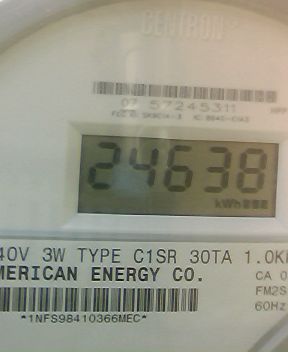 CENTRON
07 57245311
24638
kWh
40V 3W TYPE C1SR 30TA 1.0K
MERICAN ENERGY CO.
CA 0
FM2S
60Hz
*1NFS98410366MEC*